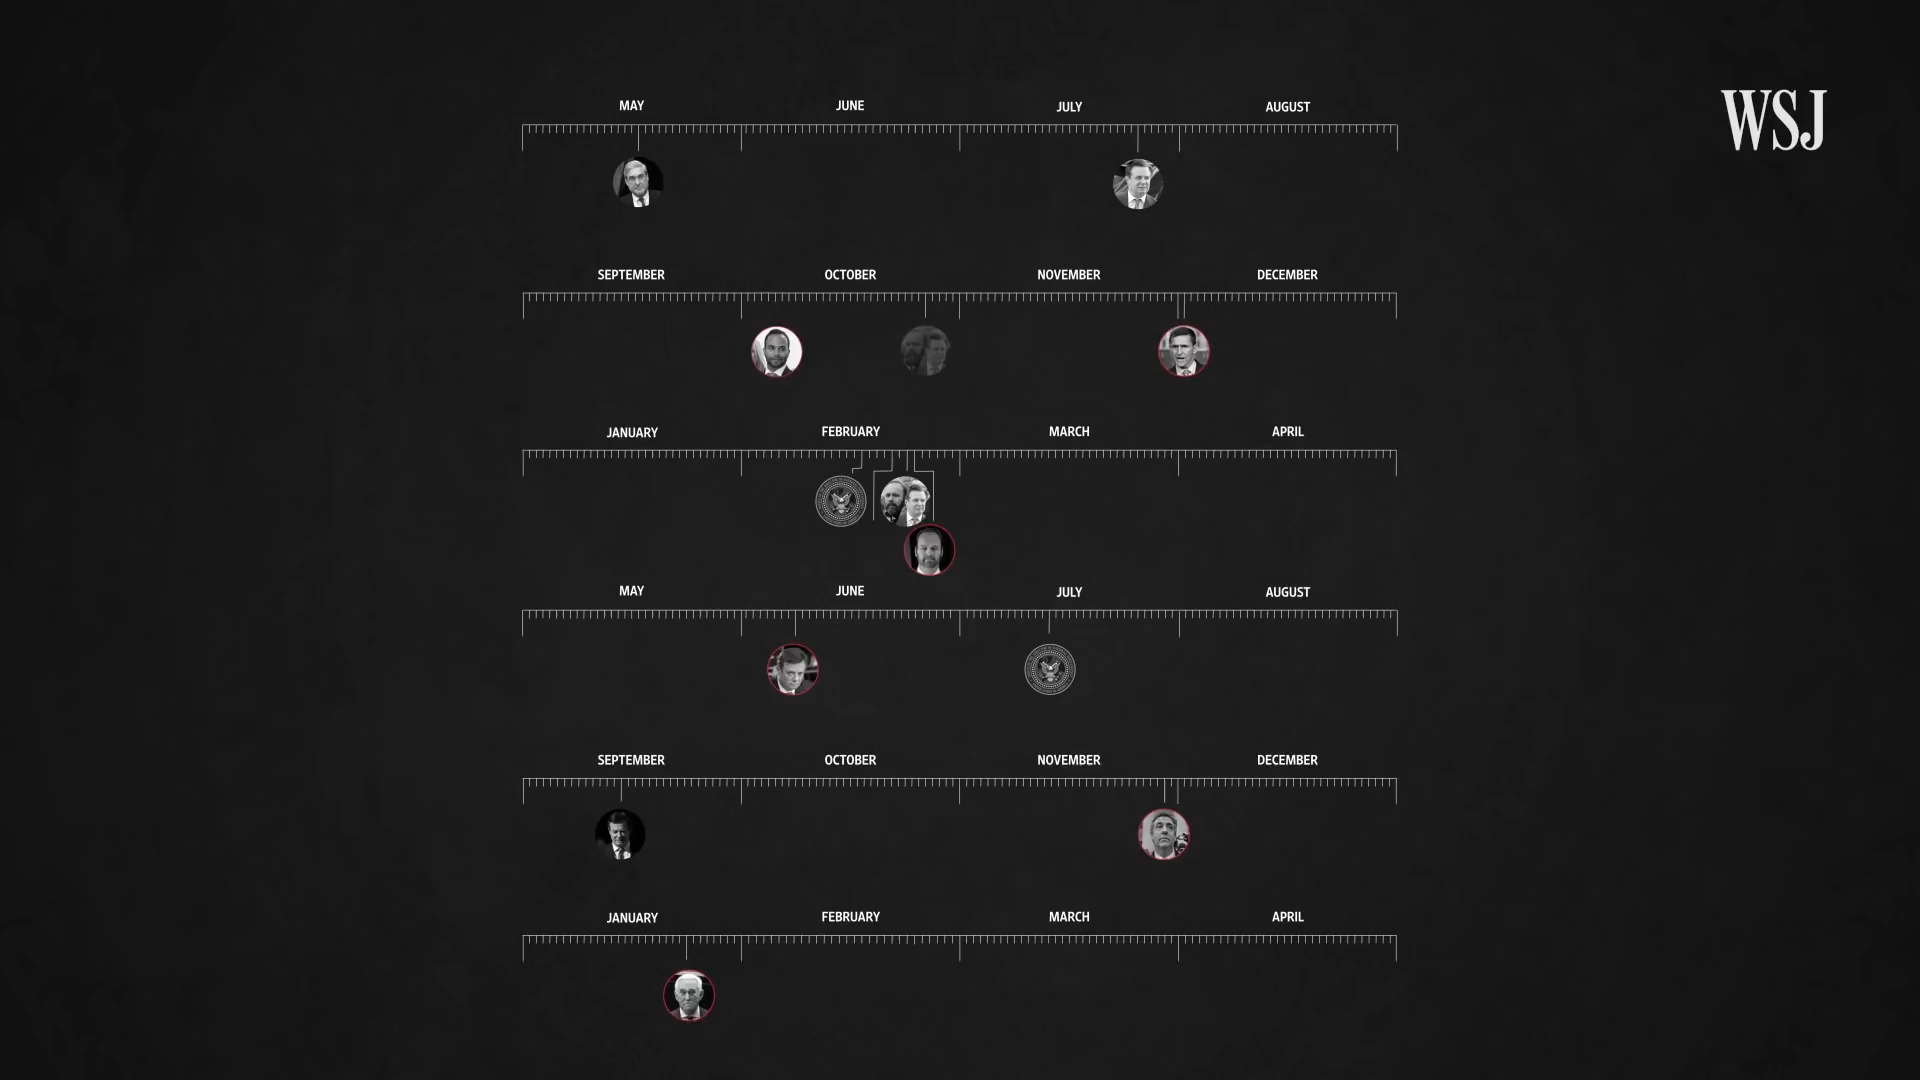 WSJ
MAY JUNE JULY AUGUST
SEPTEMBER OCTOBER NOVEMBER DECEMBER
JANUARY FEBRUARY MARCH APRIL
MAY JUNE JULY AUGUST
SEPTEMBER OCTOBER NOVEMBER DECEMBER
JANUARY FEBRUARY MARCH APRIL